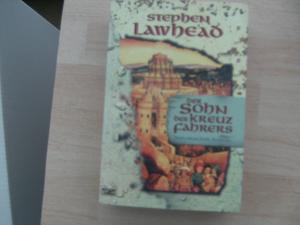 STEPHEN
LAWHEAD
DER
SOHN
DES KREUZ
FAHRERS